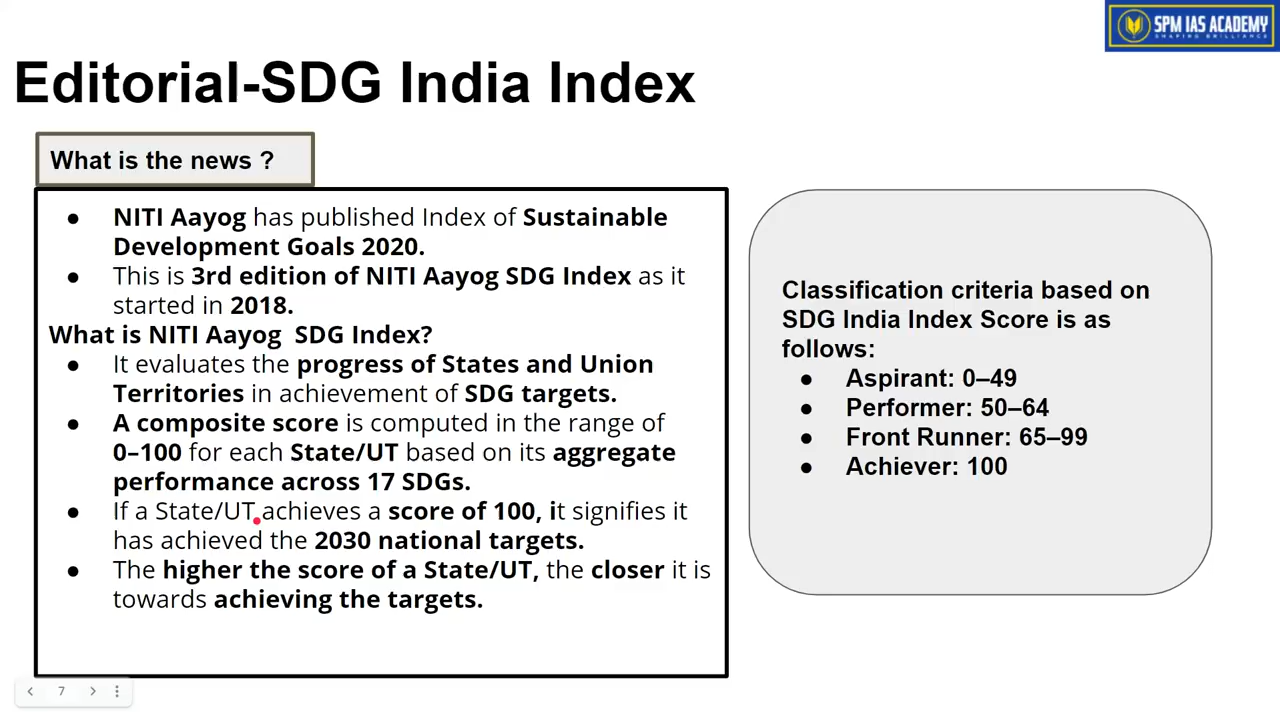 SPM IAS ACADEMY
SHAPING BRILLIANCE
Editorial-SDG India Index
What is the news ?
● NITI Aayog has published Index of Sustainable
Development Goals 2020.
● This is 3rd edition of NITI Aayog SDG Index as it
started in 2018.
What is NITI Aayog SDG Index?
● It evaluates the progress of States and Union
Territories in achievement of SDG targets.
● A composite score is computed in the range of
0–100 for each State/UT based on its aggregate
performance across 17 SDGs.
● If a State/UT achieves a score of 100, it signifies it
has achieved the 2030 national targets.
● The higher the score of a State/UT, the closer it is
towards achieving the targets.
Classification criteria based on
SDG India Index Score is as
follows:
● Aspirant: 0–49
● Performer: 50–64
● Front Runner: 65–99
● Achiever: 100
7